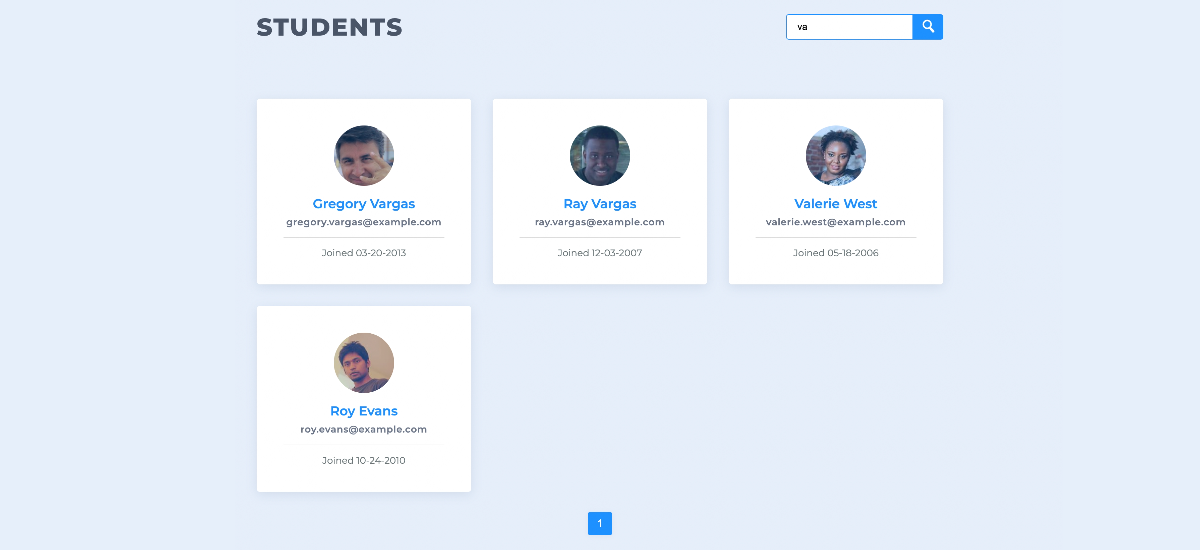 STUDENTS
va
Gregory Vargas
gregory.vargas@example.com
Joined 03-20-2013
Ray Vargas
ray.vargas@example.com
Joined 12-03-2007
Valerie West
valerie.west@example.com
Joined 05-18-2006
Roy Evans
roy.evans@example.com
Joined 10-24-2010
1